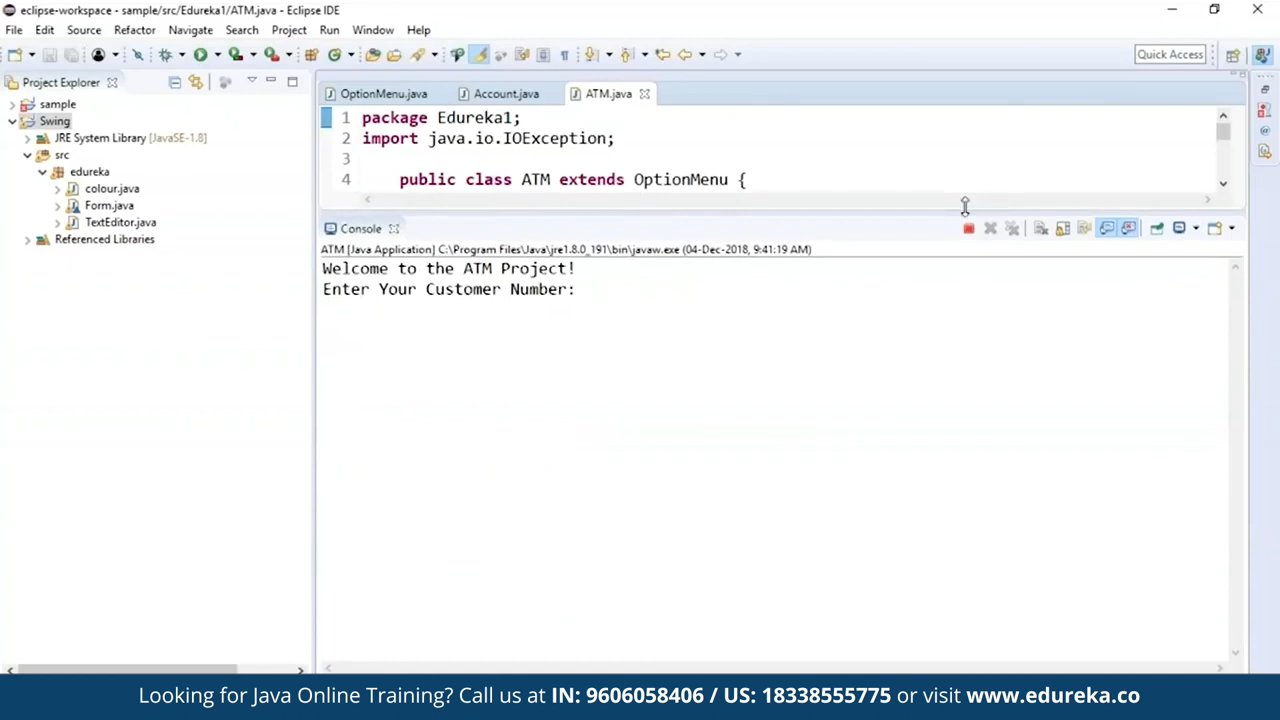 eclipse-workspace - sample/src/Edureka1/ATM.java - Eclipse IDE
File Edit Source Refactor Navigate Search Project Run Window Help
Quick Access
Project Explorer
sample
Swing
JRE System Library [JavaSE-1.8]
src
edureka
colour.java
Form.java
TextEditor.java
Referenced Libraries
OptionMenu.java Account.java ATM.java
1 package Edureka1;
2 import java.io.IOException;
3
4 public class ATM extends OptionMenu {
Console
ATM [Java Application] C:\Program Files\Java\jre1.8.0_191\bin\javaw.exe (04-Dec-2018, 9:41:19 AM)
Welcome to the ATM Project!
Enter Your Customer Number:
Looking for Java Online Training? Call us at IN: 9606058406 / US: 18338555775 or visit www.edureka.co